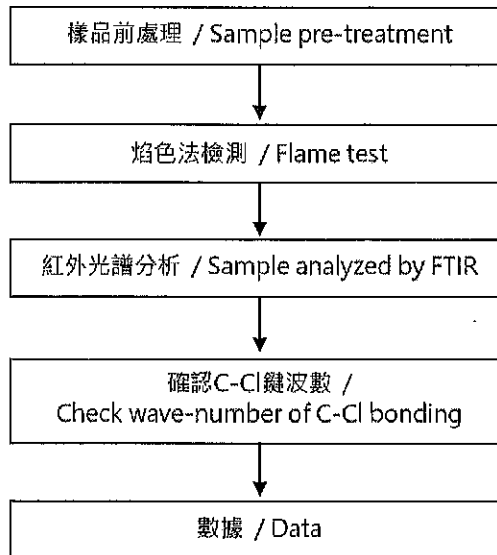 樣品前處理 / Sample pre-treatment
焰色法檢測 / Flame test
紅外光譜分析 / Sample analyzed by FTIR
確認C-Cl鍵波數 /
Check wave-number of C-Cl bonding
數據 / Data